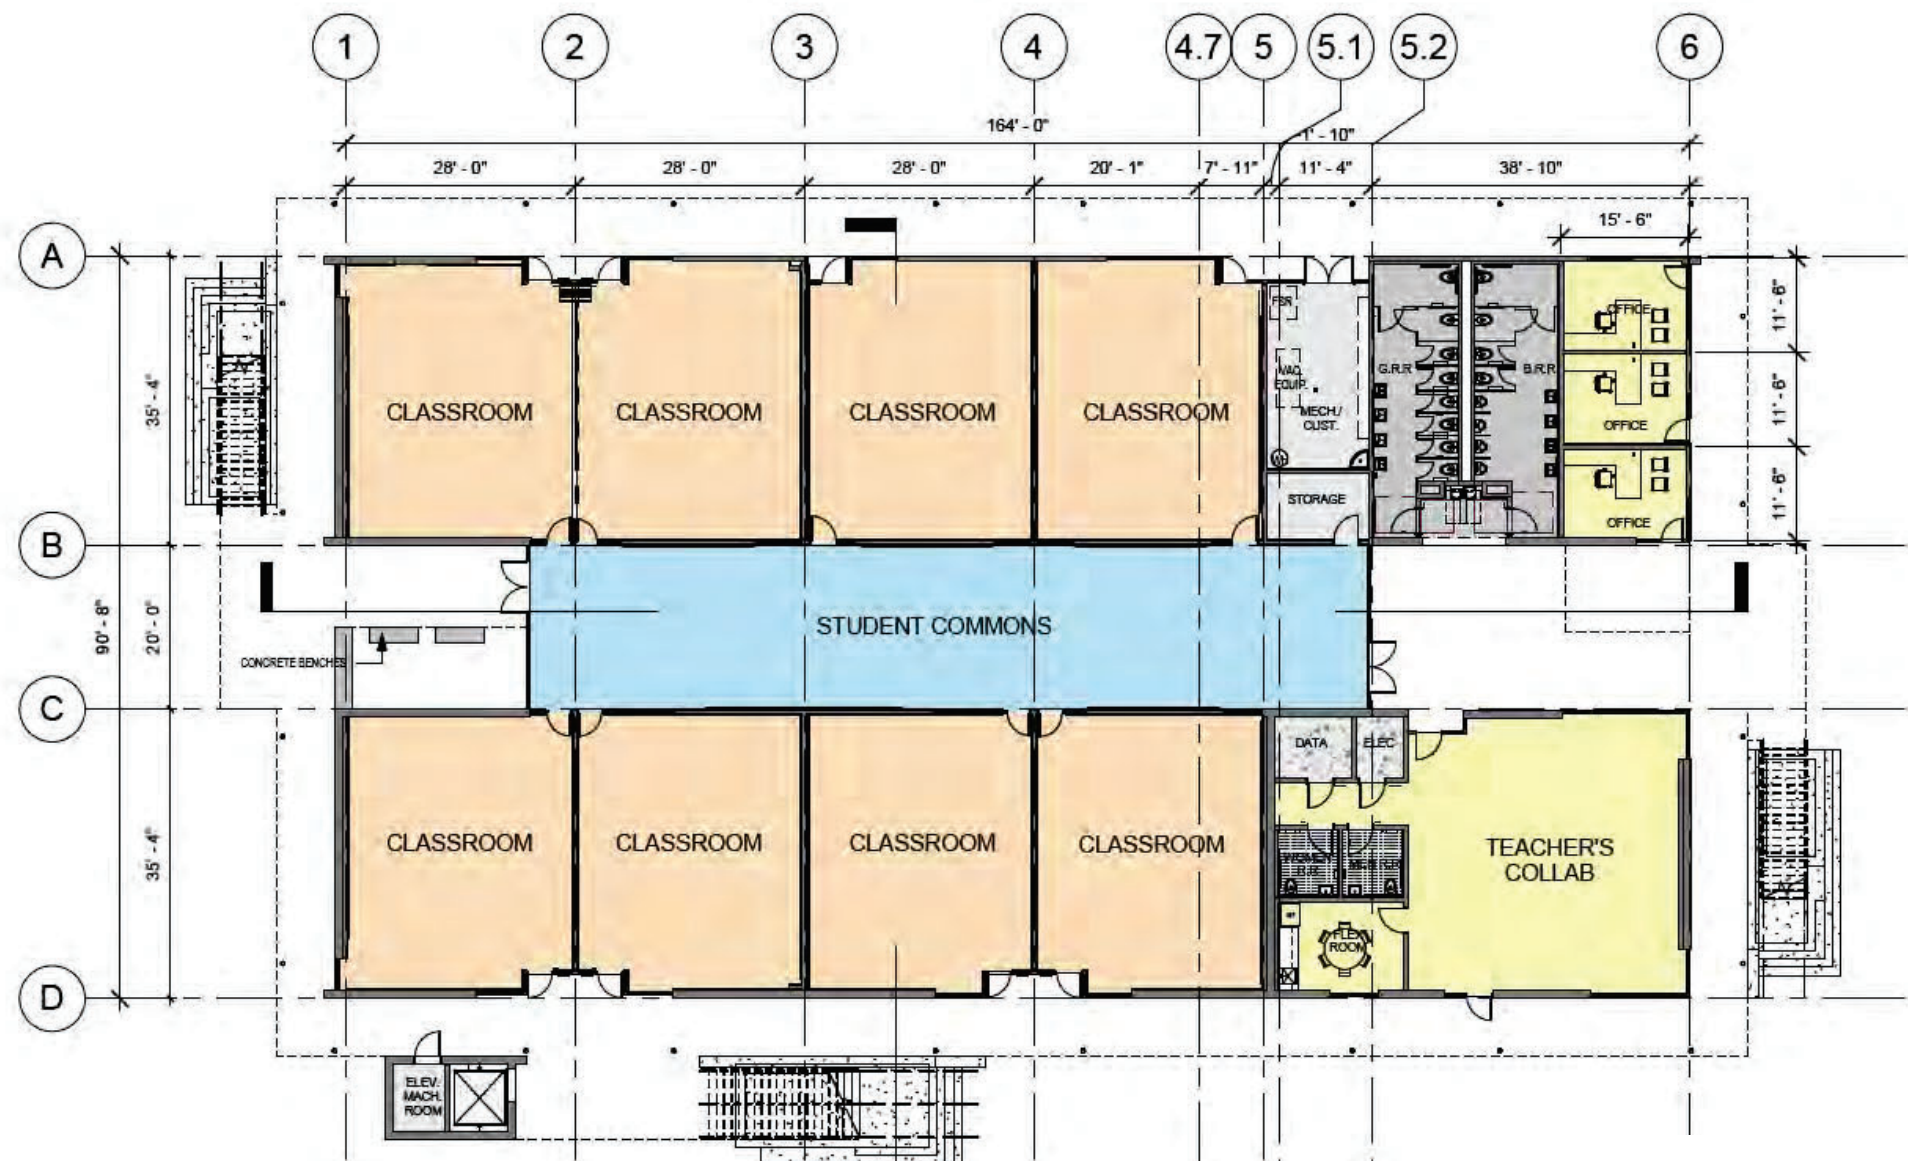 1 2 3 4 4.7 5 5.1 5.2 6
164' - 0"
1' - 10"
28' - 0" 28' - 0" 28' - 0" 20' - 1" 7' - 11" 11' - 4" 38' - 10"
15' - 6"
A
FSR
OFFICE
11' - 6"
35' - 4"
CLASSROOM CLASSROOM CLASSROOM CLASSROOM
VAC.
EQUIP.
MECH./
CUST.
G.R.R
B.R.R
OFFICE
11' - 6"
STORAGE
OFFICE
11' - 6"
B
90' - 8"
20' - 0"
STUDENT COMMONS
CONCRETE BENCHES
C
DATA
ELEC
35' - 4"
CLASSROOM CLASSROOM CLASSROOM CLASSROOM
WOMEN
R.R
MEN R.R
TEACHER'S
COLLAB
FLEX
ROOM
D
ELEV.
MACH.
ROOM